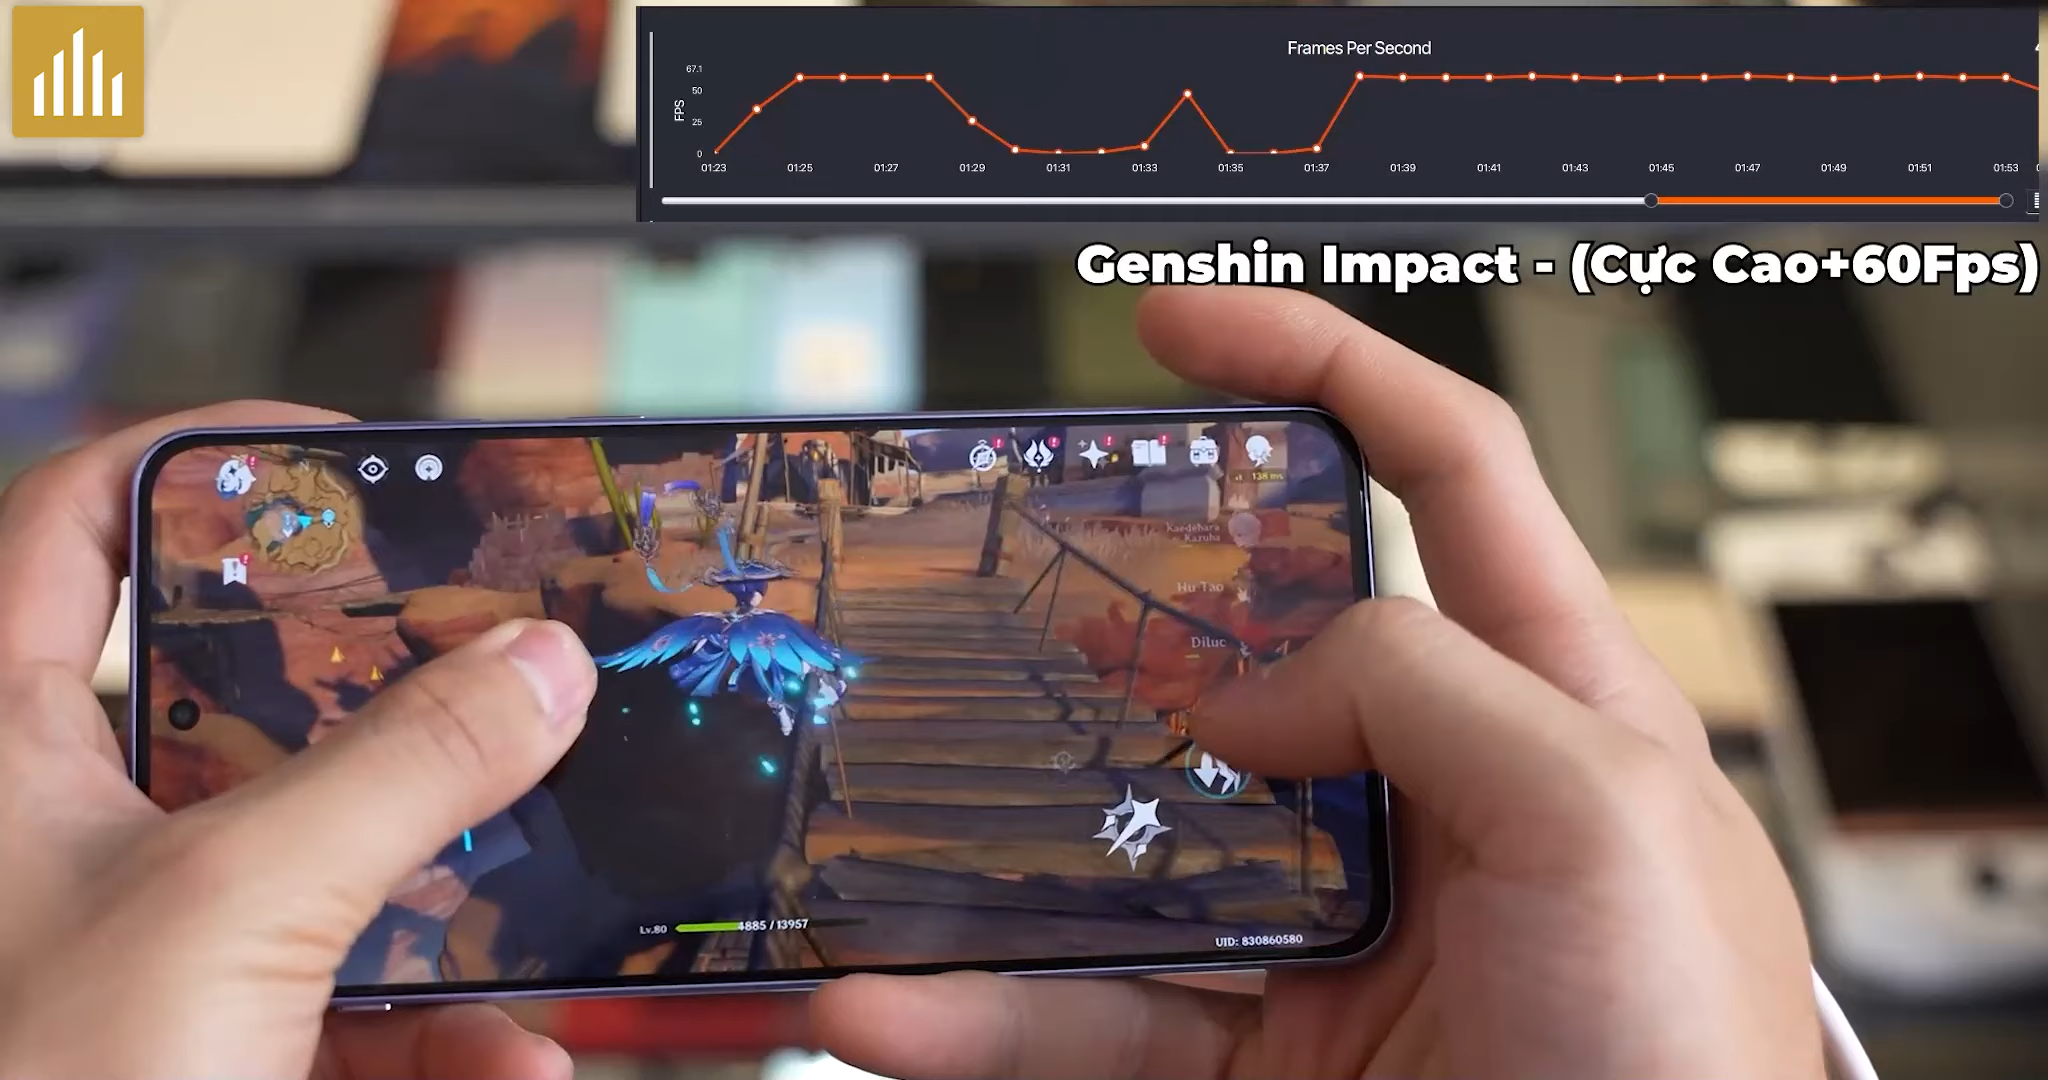 Frames Per Second
67.1
50
25
0
FPS
01:23 01:25 01:27 01:29 01:31 01:33 01:35 01:37 01:39 01:41 01:43 01:45 01:47 01:49 01:51 01:53
Genshin Impact - (Cực Cao+60Fps)
138 ms
Kaedehara
Kazuha
Hu Tao
Diluc
Lv.80 4885 / 13957
UID: 830860580